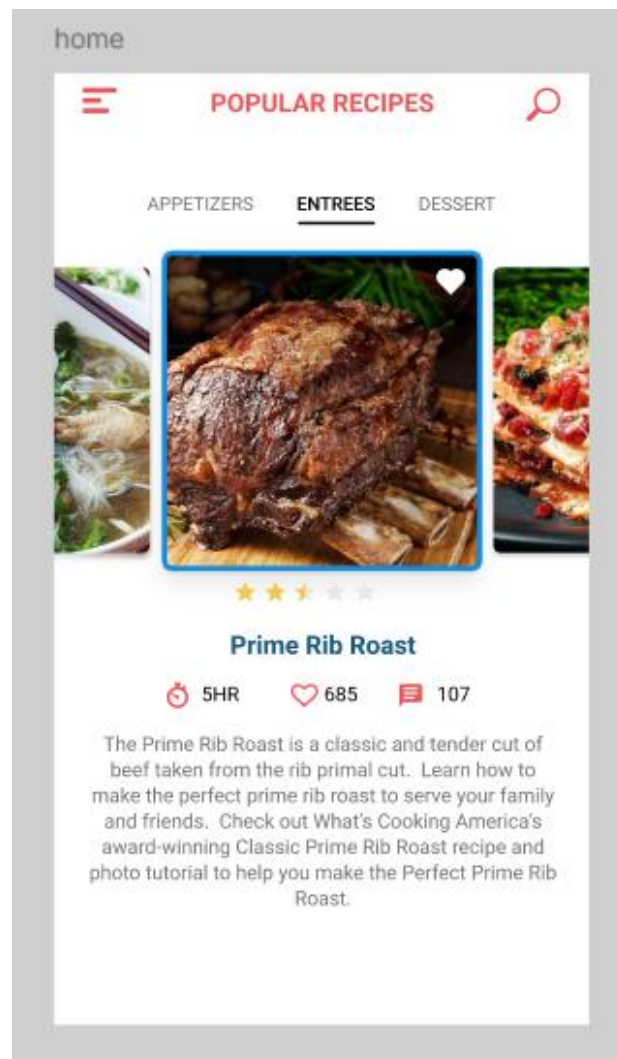 home
POPULAR RECIPES
APPETIZERS ENTREES DESSERT
Prime Rib Roast
5HR 685 107
The Prime Rib Roast is a classic and tender cut of
beef taken from the rib primal cut.  Learn how to
make the perfect prime rib roast to serve your family
and friends.  Check out What's Cooking America's
award-winning Classic Prime Rib Roast recipe and
photo tutorial to help you make the Perfect Prime Rib
Roast.